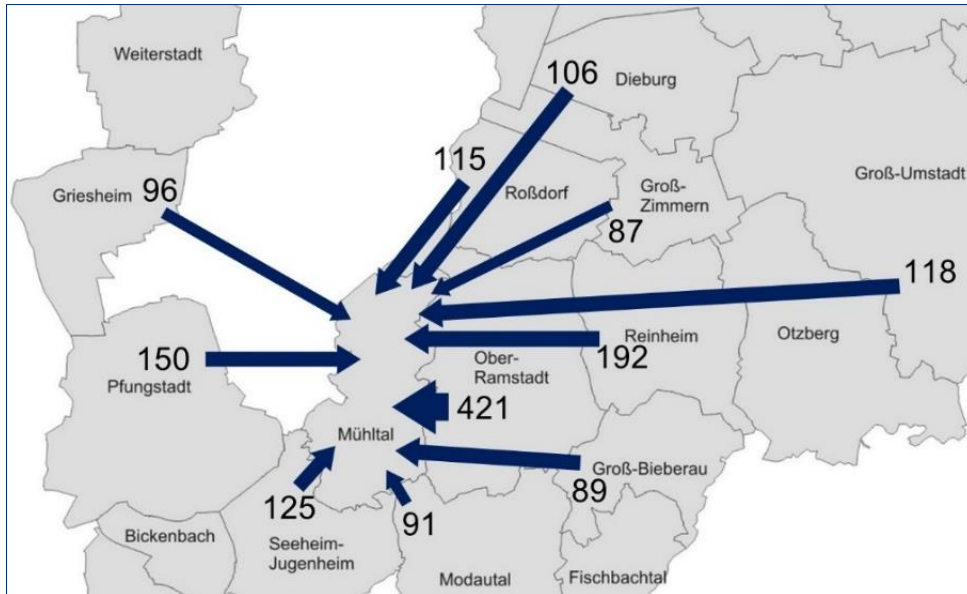 Weiterstadt
106
Dieburg
115
Griesheim 96
Roßdorf
Groß-
Zimmern
Groß-Umstadt
87
118
150
Pfungstadt
192
Reinheim
Otzberg
Ober-
Ramstadt
421
Mühltal
Groß-Bieberau
89
125
91
Bickenbach
Seeheim-
Jugenheim
Modautal
Fischbachtal